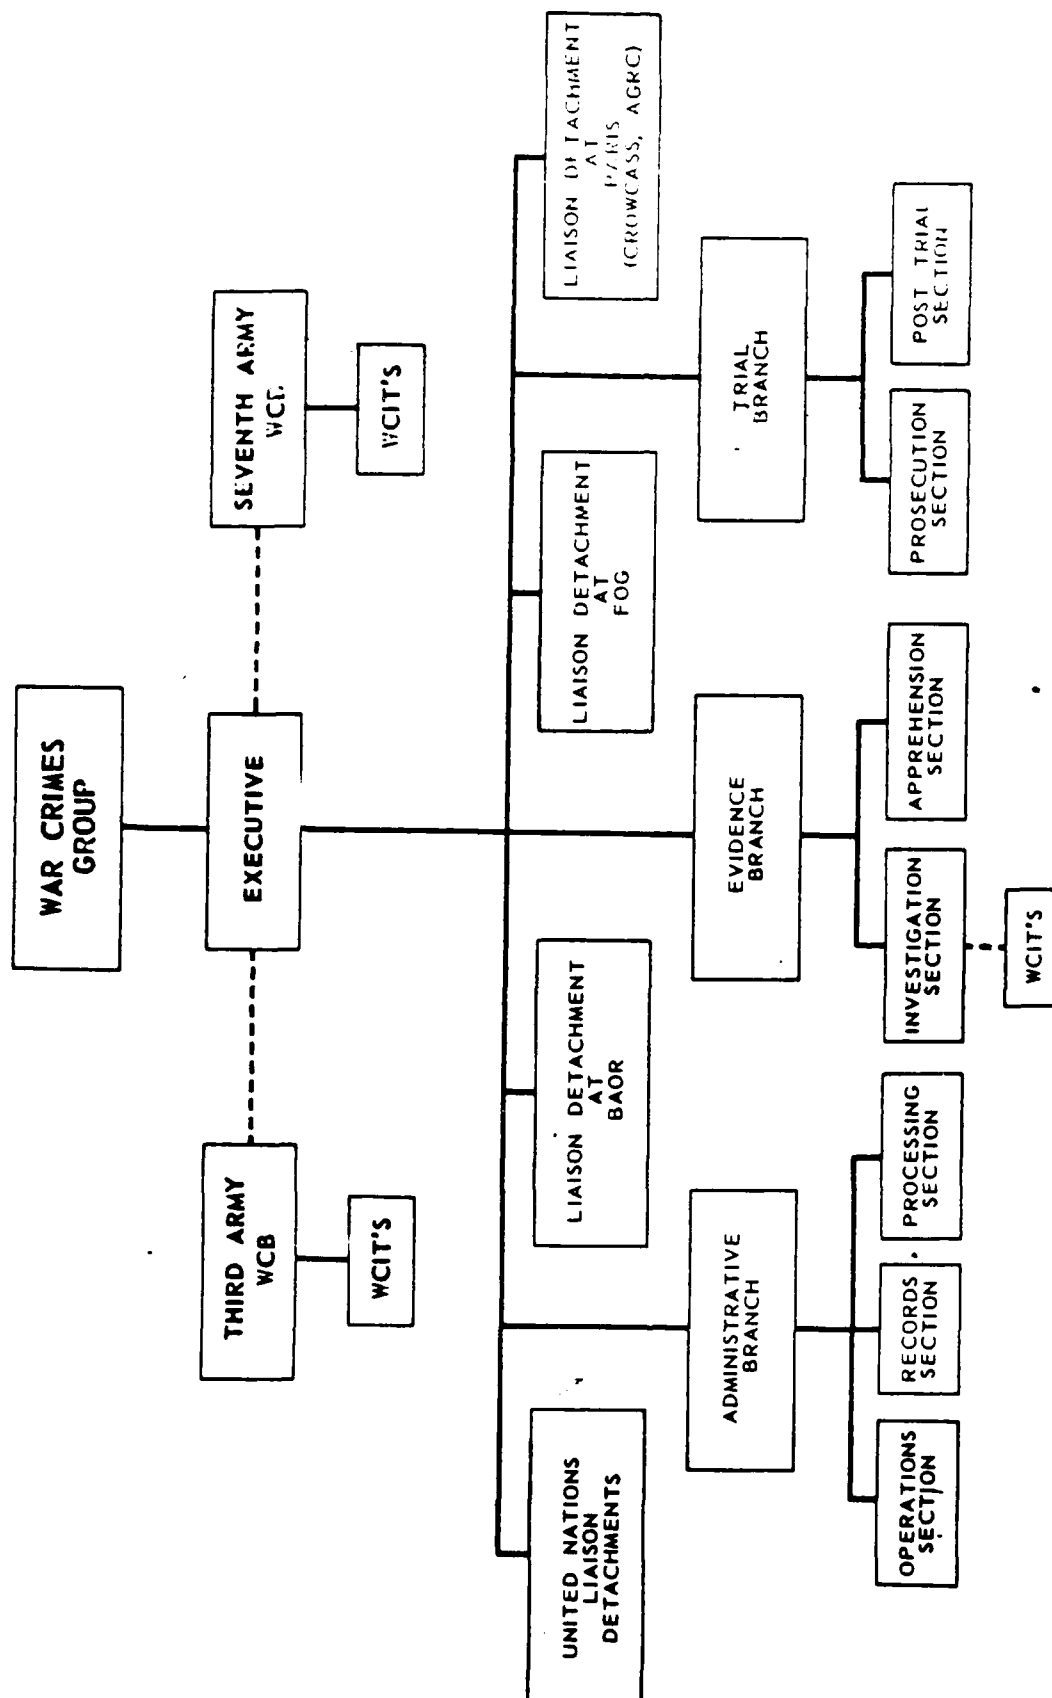 WAR CRIMES
GROUP
THIRD ARMY
WCB
EXECUTIVE
SEVENTH ARMY
WCIT'S
WCIT'S
UNITED NATIONS
LIAISON
DETACHMENTS
LIAISON DETACHMENT
AT
BAOR
LIAISON DETACHMENT
AT
FOG
LIAISON DETACHMENT
AT
PARIS
(CROWCASS, AGRC)
ADMINISTRATIVE
BRANCH
EVIDENCE
BRANCH
TRIAL
BRANCH
OPERATIONS
SECTION
RECORDS
SECTION
PROCESSING
SECTION
INVESTIGATION
SECTION
APPREHENSION
SECTION
PROSECUTION
SECTION
POST TRIAL
SECTION
WCIT'S